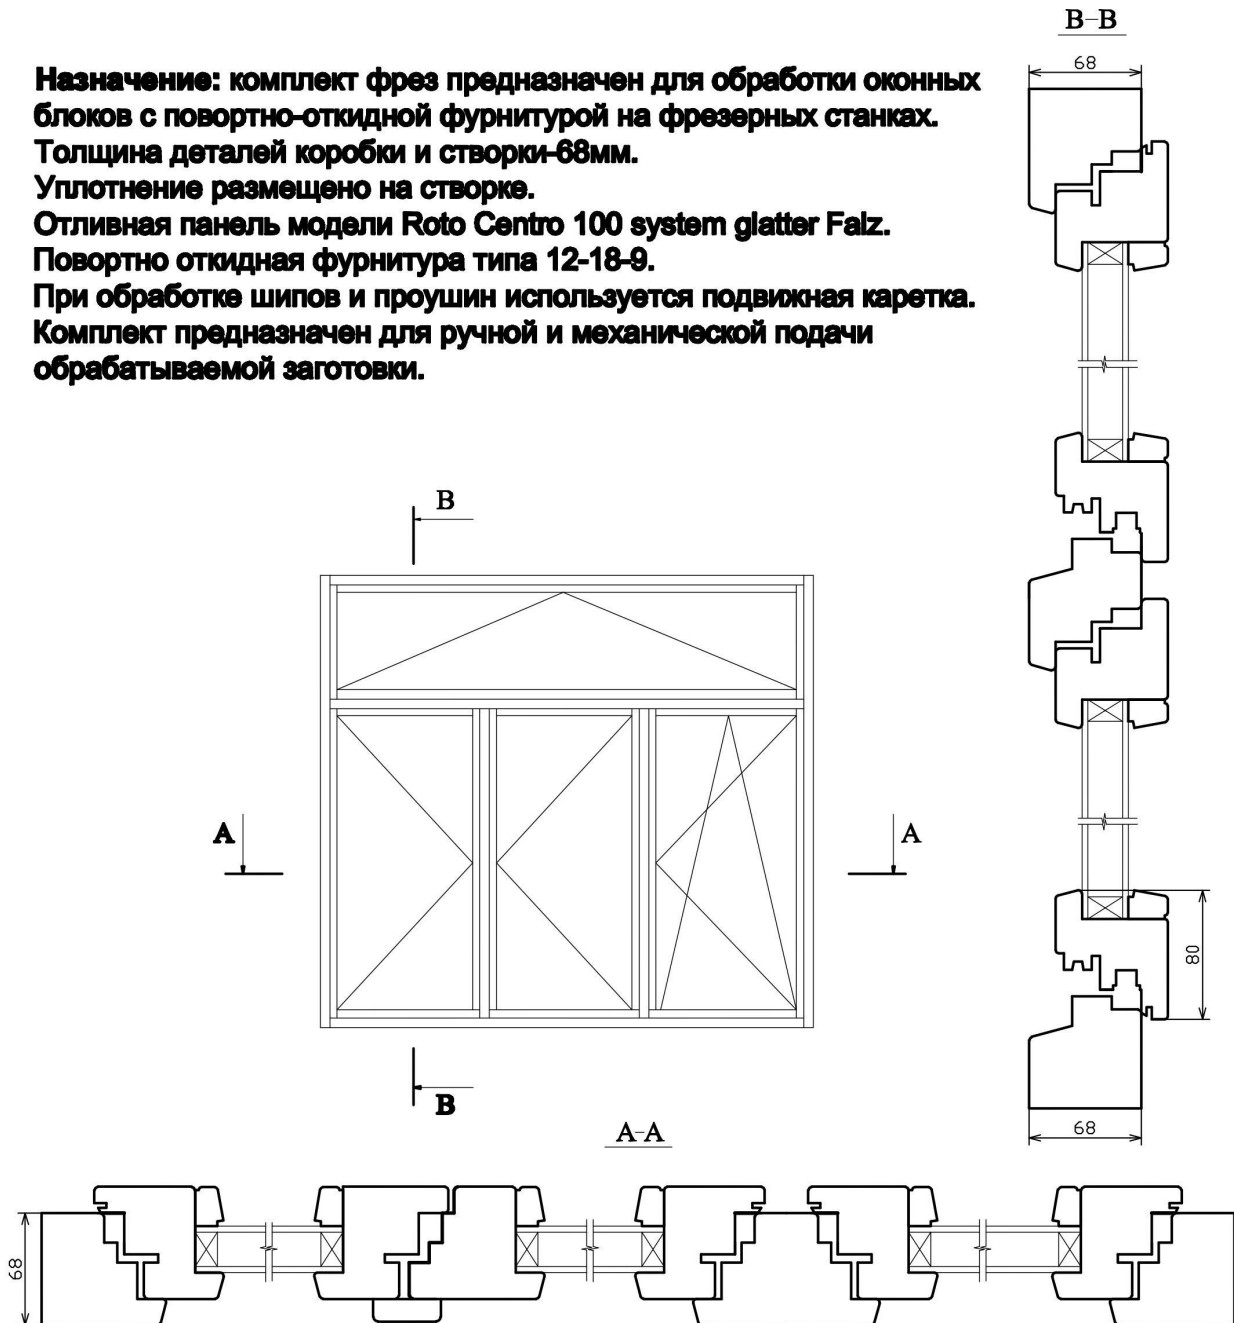 В-В
68
Назначение: комплект фрез предназначен для обработки оконных
блоков с повортно-откидной фурнитурой на фрезерных станках.
Толщина деталей коробки и створки-68мм.
Уплотнение размещено на створке.
Отливная панель модели Roto Centro 100 system glatter Falz.
Повортно откидная фурнитура типа 12-18-9.
При обработке шипов и проушин используется подвижная каретка.
Комплект предназначен для ручной и механической подачи
обрабатываемой заготовки.
В
А
А
80
В
68
А-А
68